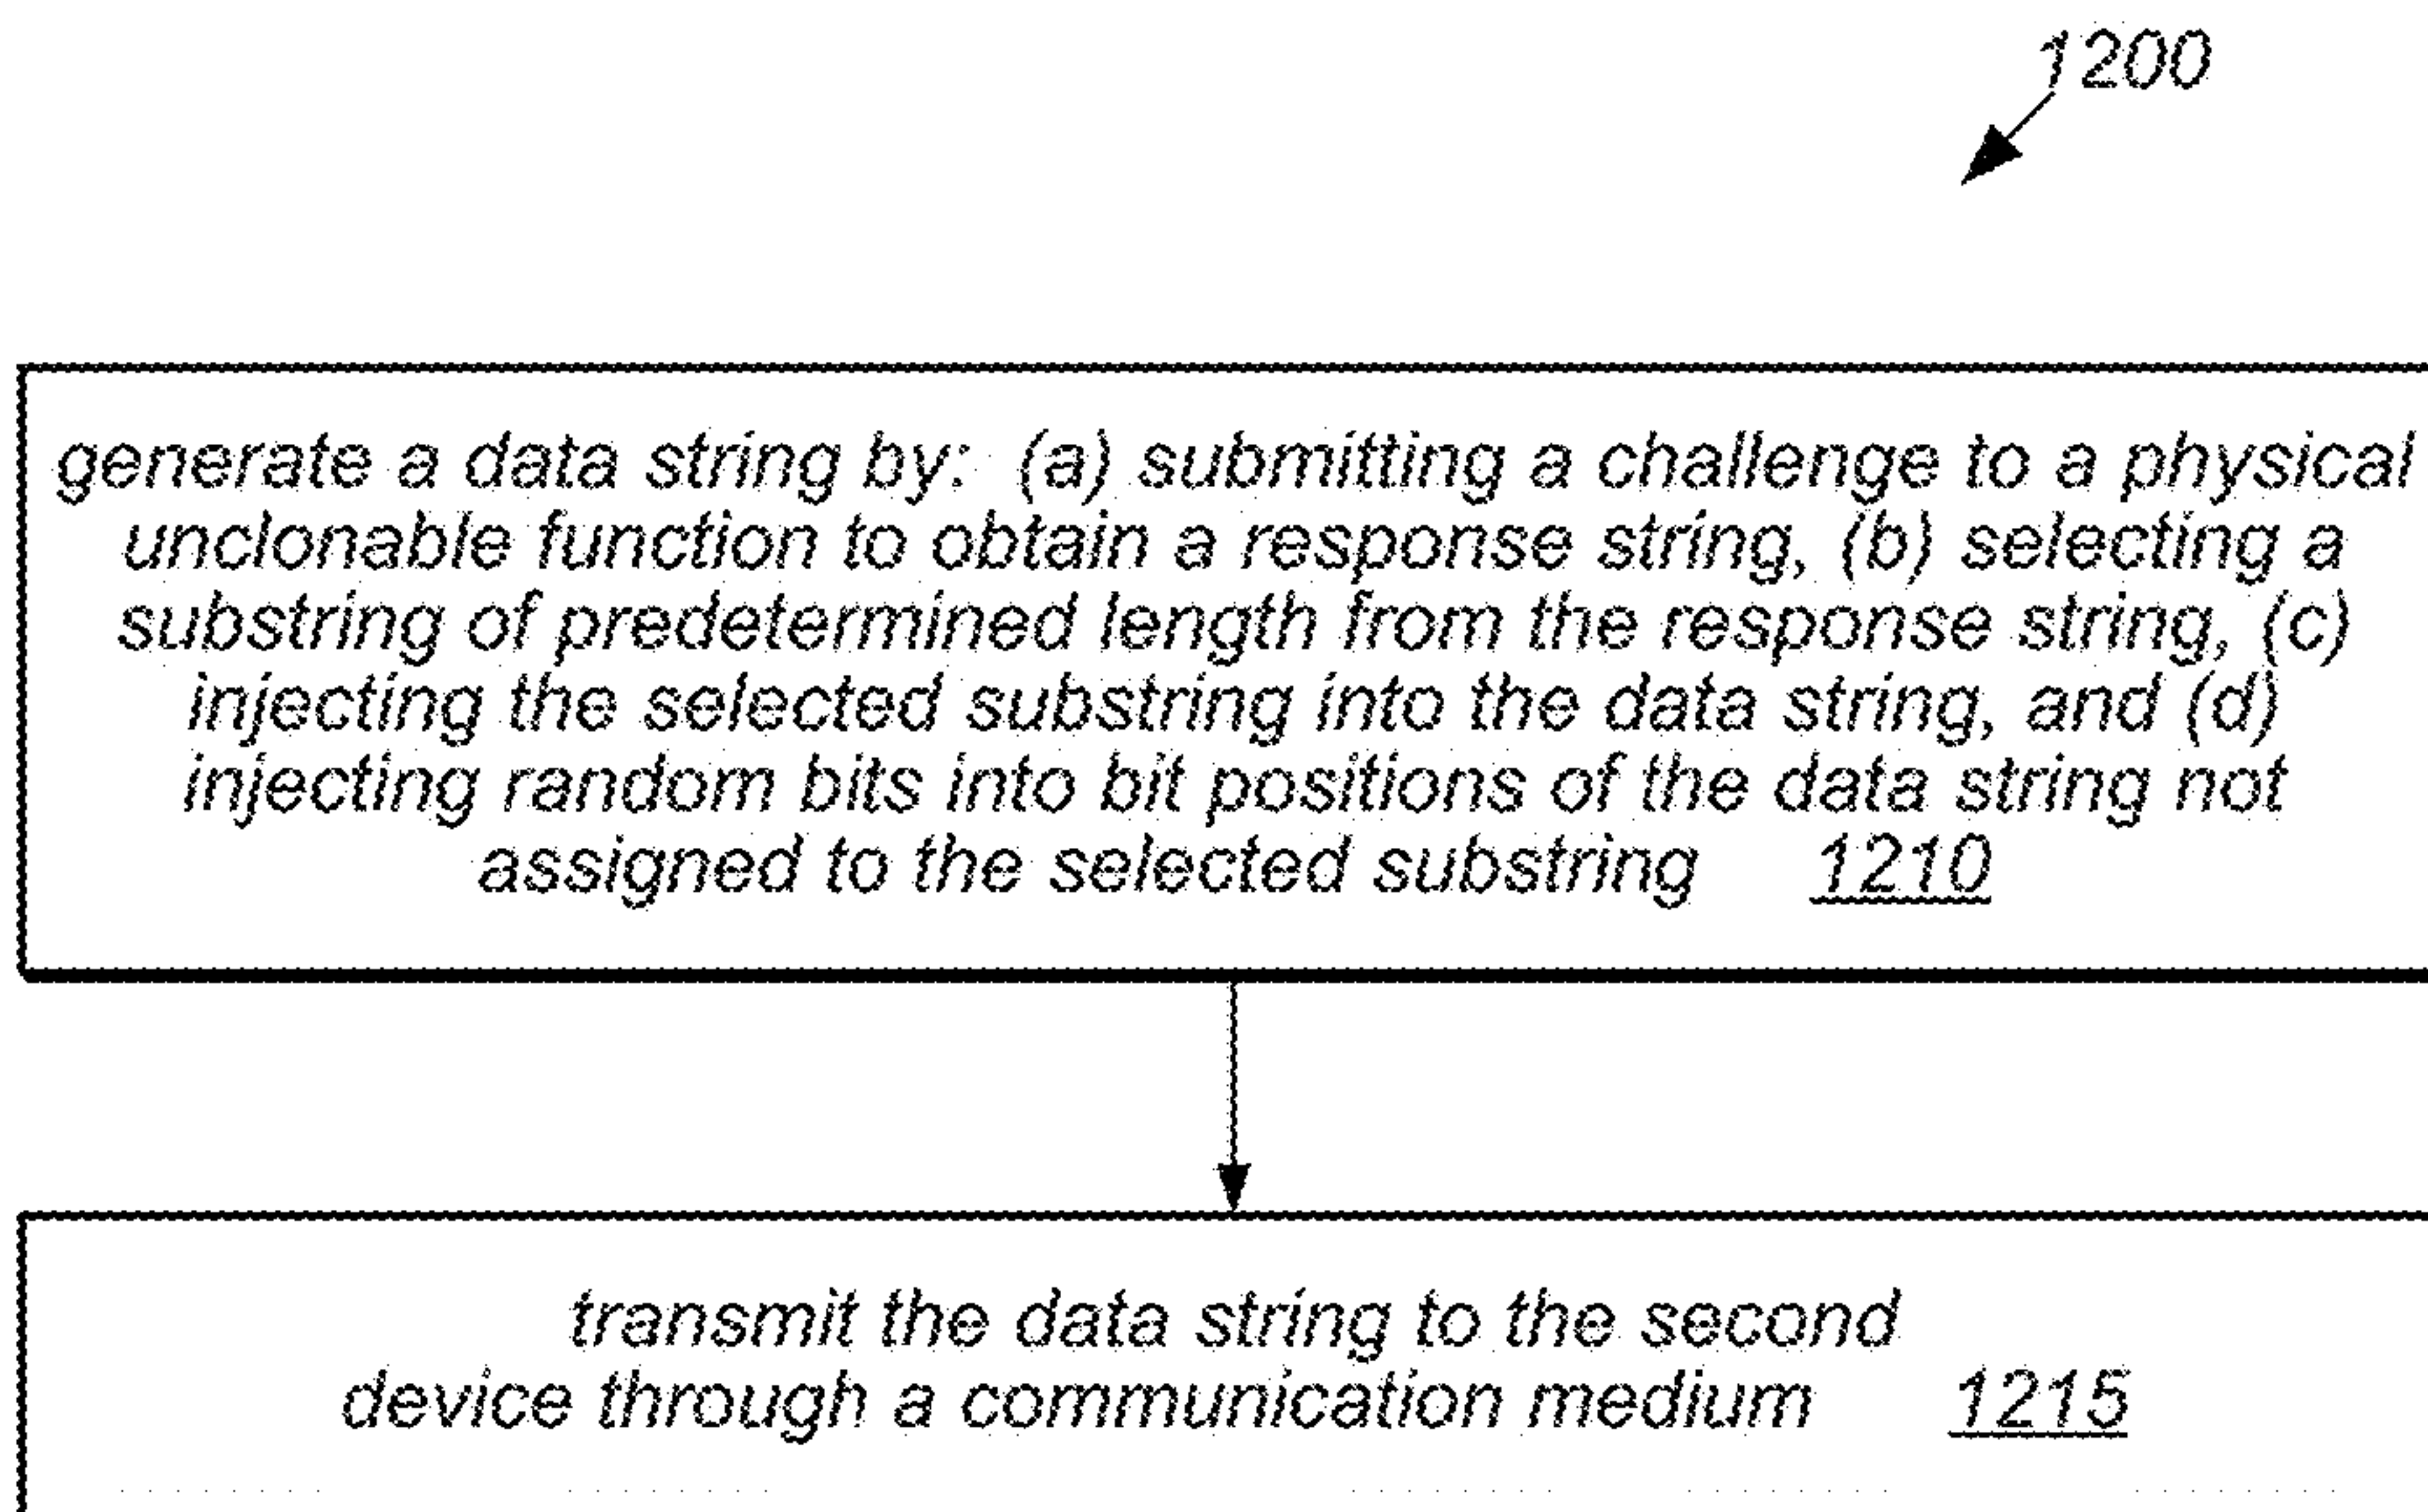 1200
generate a data string by: (a) submitting a challenge to a physical
unclonable function to obtain a response string, (b) selecting a
substring of predetermined length from the response string, (c)
injecting the selected substring into the data string, and (d)
injecting random bits into bit positions of the data string not
assigned to the selected substring 1210
transmit the data string to the second
device through a communication medium 1215